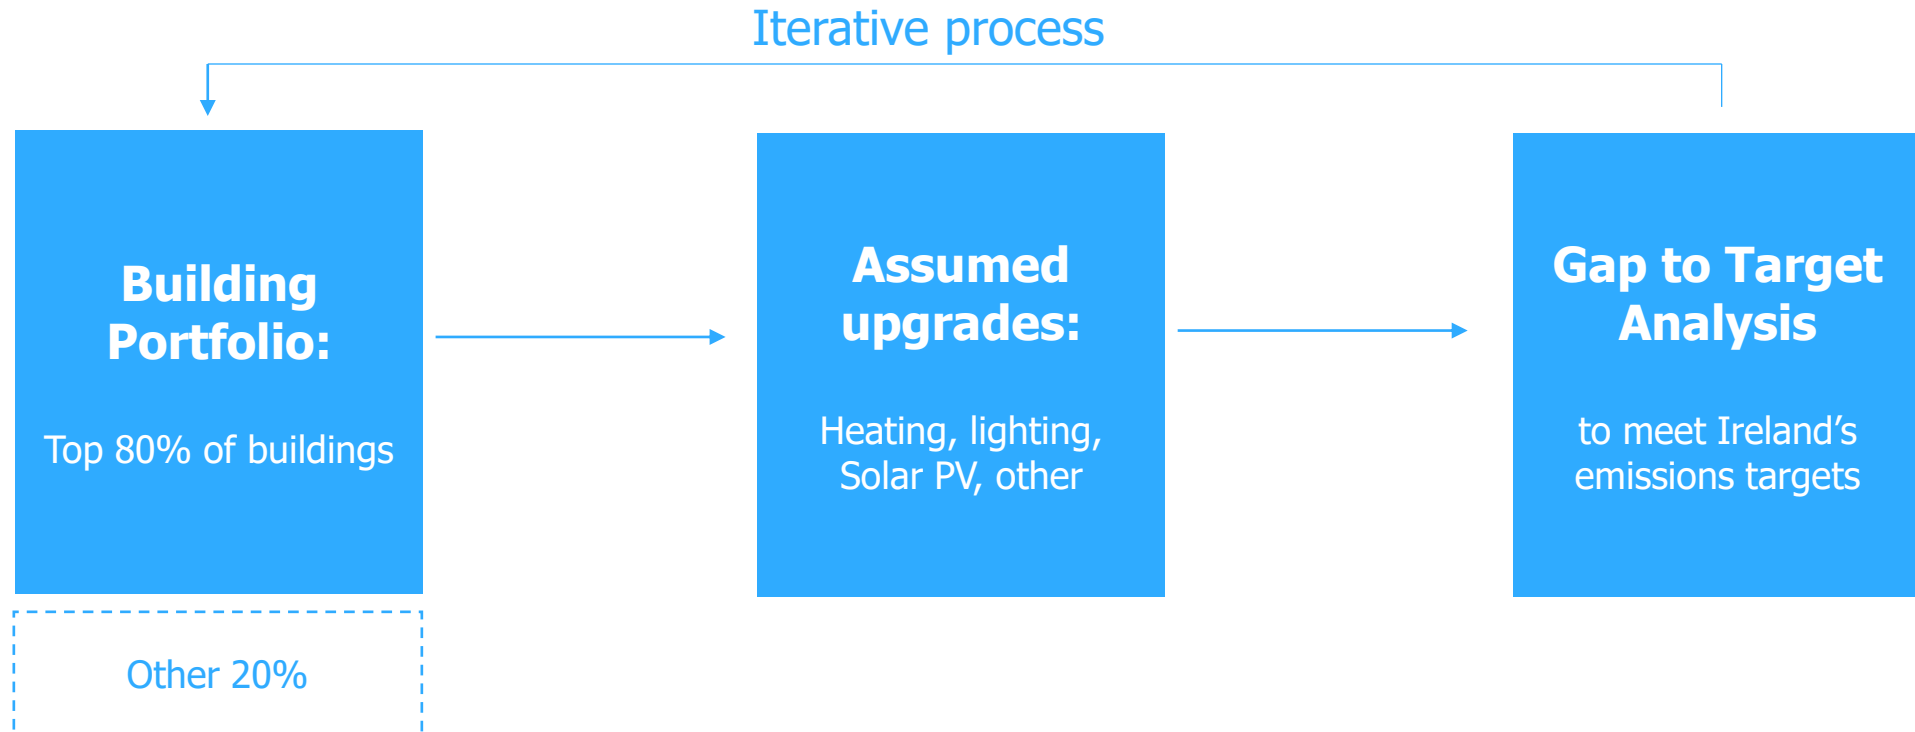 Iterative process
Building
Portfolio:
Top 80% of buildings
Other 20%
Assumed
upgrades:
Heating, lighting,
Solar PV, other
Gap to Target
Analysis
to meet Ireland’s
emissions targets